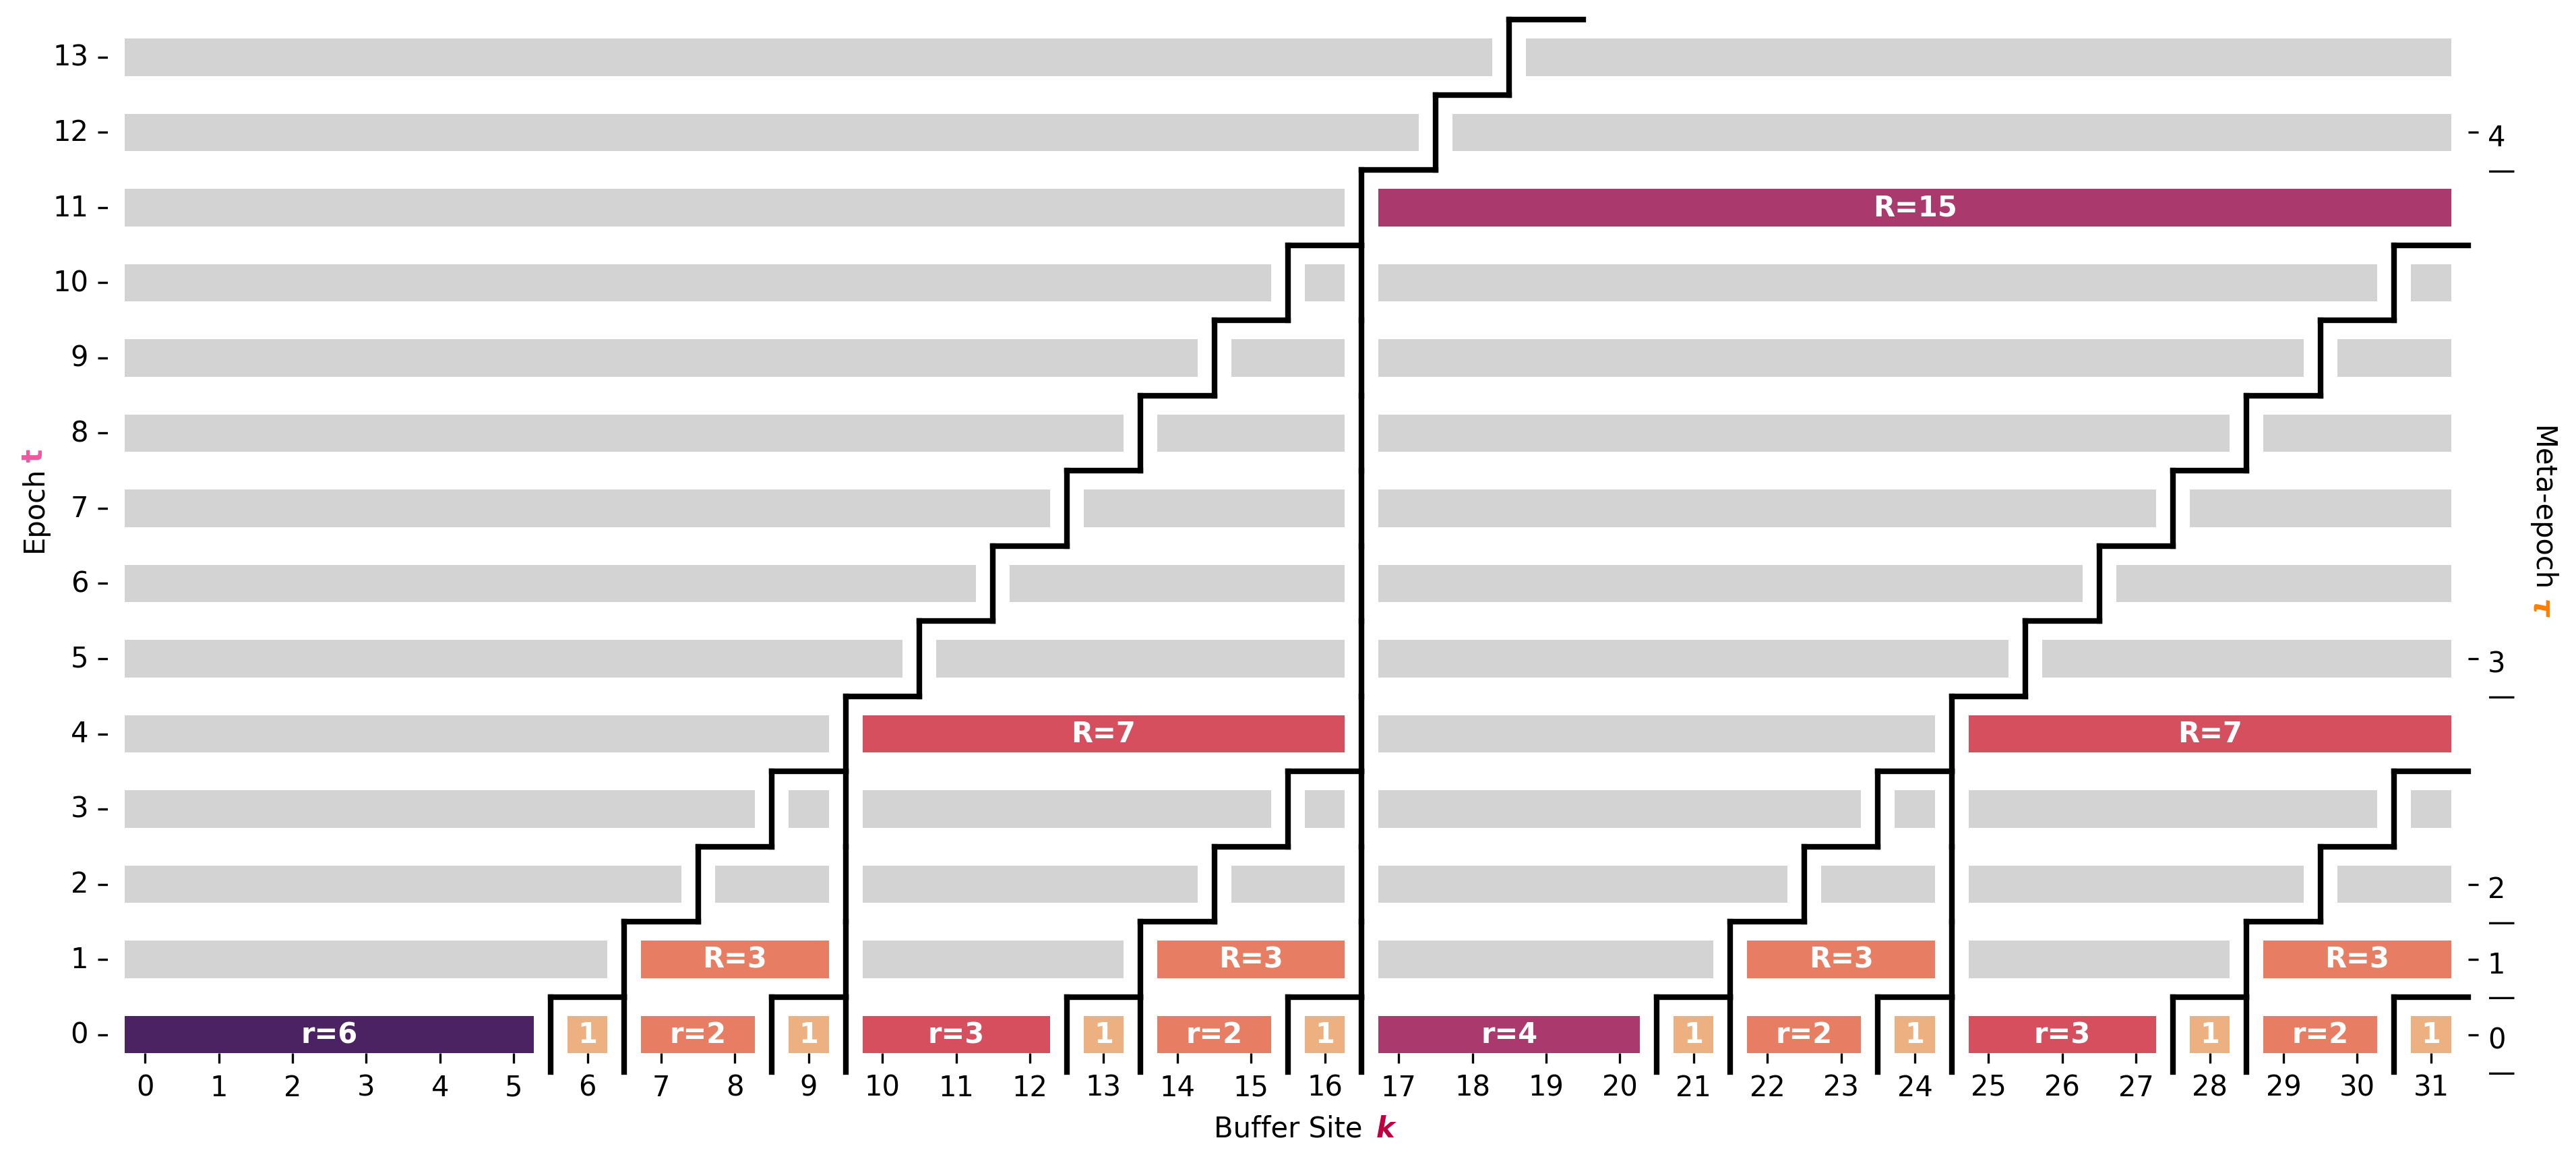 13
12
4
11
R=15
10
9
8
7
6
5
3
4
R=7
R=7
3
2
2
1
R=3
R=3
R=3
R=3
1
0
r=6
1
r=2
1
r=3
1
r=2
1
r=4
1
r=2
1
r=3
1
r=2
1
0
0 1 2 3 4 5 6 7 8 9 10 11 12 13 14 15 16 17 18 19 20 21 22 23 24 25 26 27 28 29 30 31
Buffer Site k
Epoch t
Meta-epoch τ